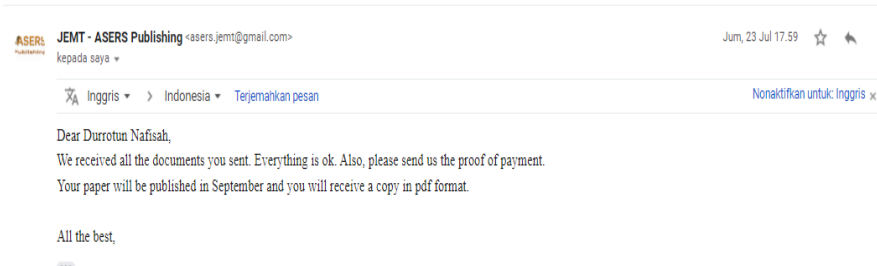 ASERS
Publishing
JEMT - ASERS Publishing <asers.jemt@gmail.com>
Jum, 23 Jul 17.59
kepada saya
Inggris > Indonesia Terjemahkan pesan
Nonaktifkan untuk: Inggris ×
Dear Durrotun Nafisah,
We received all the documents you sent. Everything is ok. Also, please send us the proof of payment.
Your paper will be published in September and you will receive a copy in pdf format.
All the best,